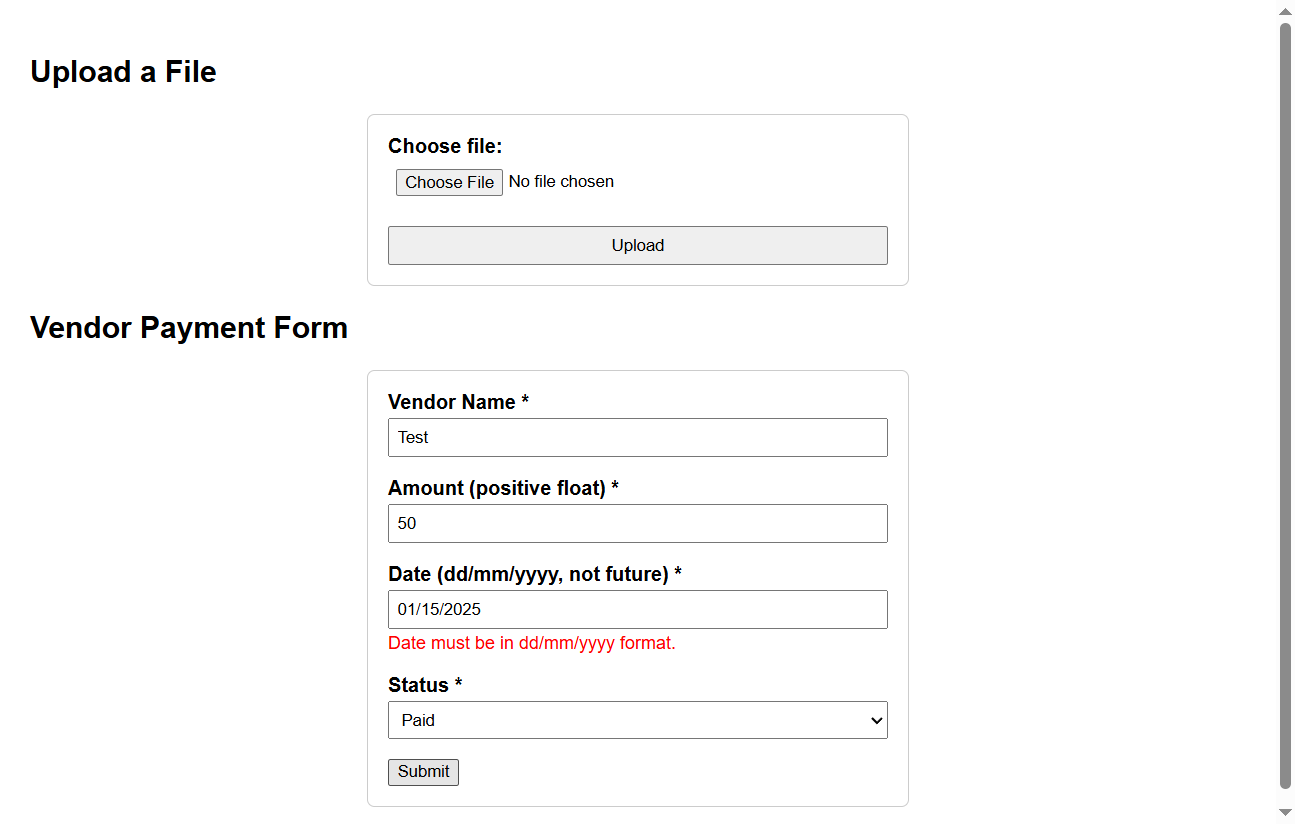 Upload a File
Choose file:
Choose File No file chosen
Upload
Vendor Payment Form
Vendor Name *
Test
Amount (positive float) *
50
Date (dd/mm/yyyy, not future) *
01/15/2025
Date must be in dd/mm/yyyy format.
Status *
Paid
Submit